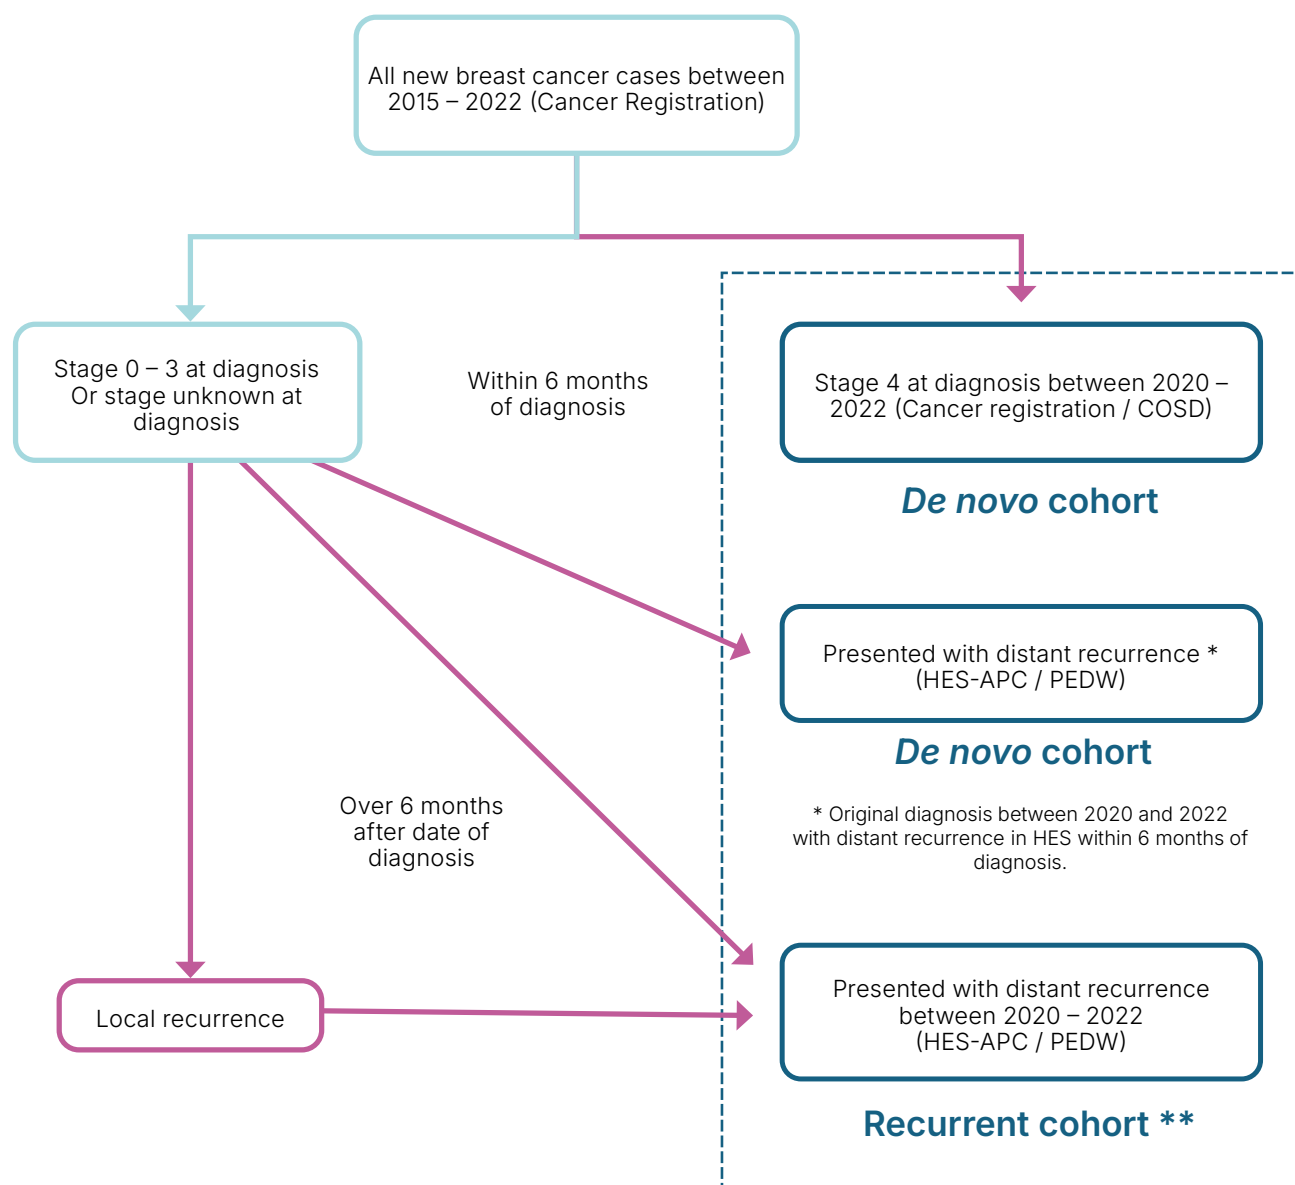 All new breast cancer cases between
2015 – 2022 (Cancer Registration)
Stage 0 – 3 at diagnosis
Or stage unknown at
diagnosis
Within 6 months
of diagnosis
Stage 4 at diagnosis between 2020 –
2022 (Cancer registration / COSD)
De novo cohort
Presented with distant recurrence *
(HES-APC / PEDW)
De novo cohort
* Original diagnosis between 2020 and 2022
with distant recurrence in HES within 6 months of
diagnosis.
Over 6 months
after date of
diagnosis
Local recurrence
Presented with distant recurrence
between 2020 – 2022
(HES-APC / PEDW)
Recurrent cohort **